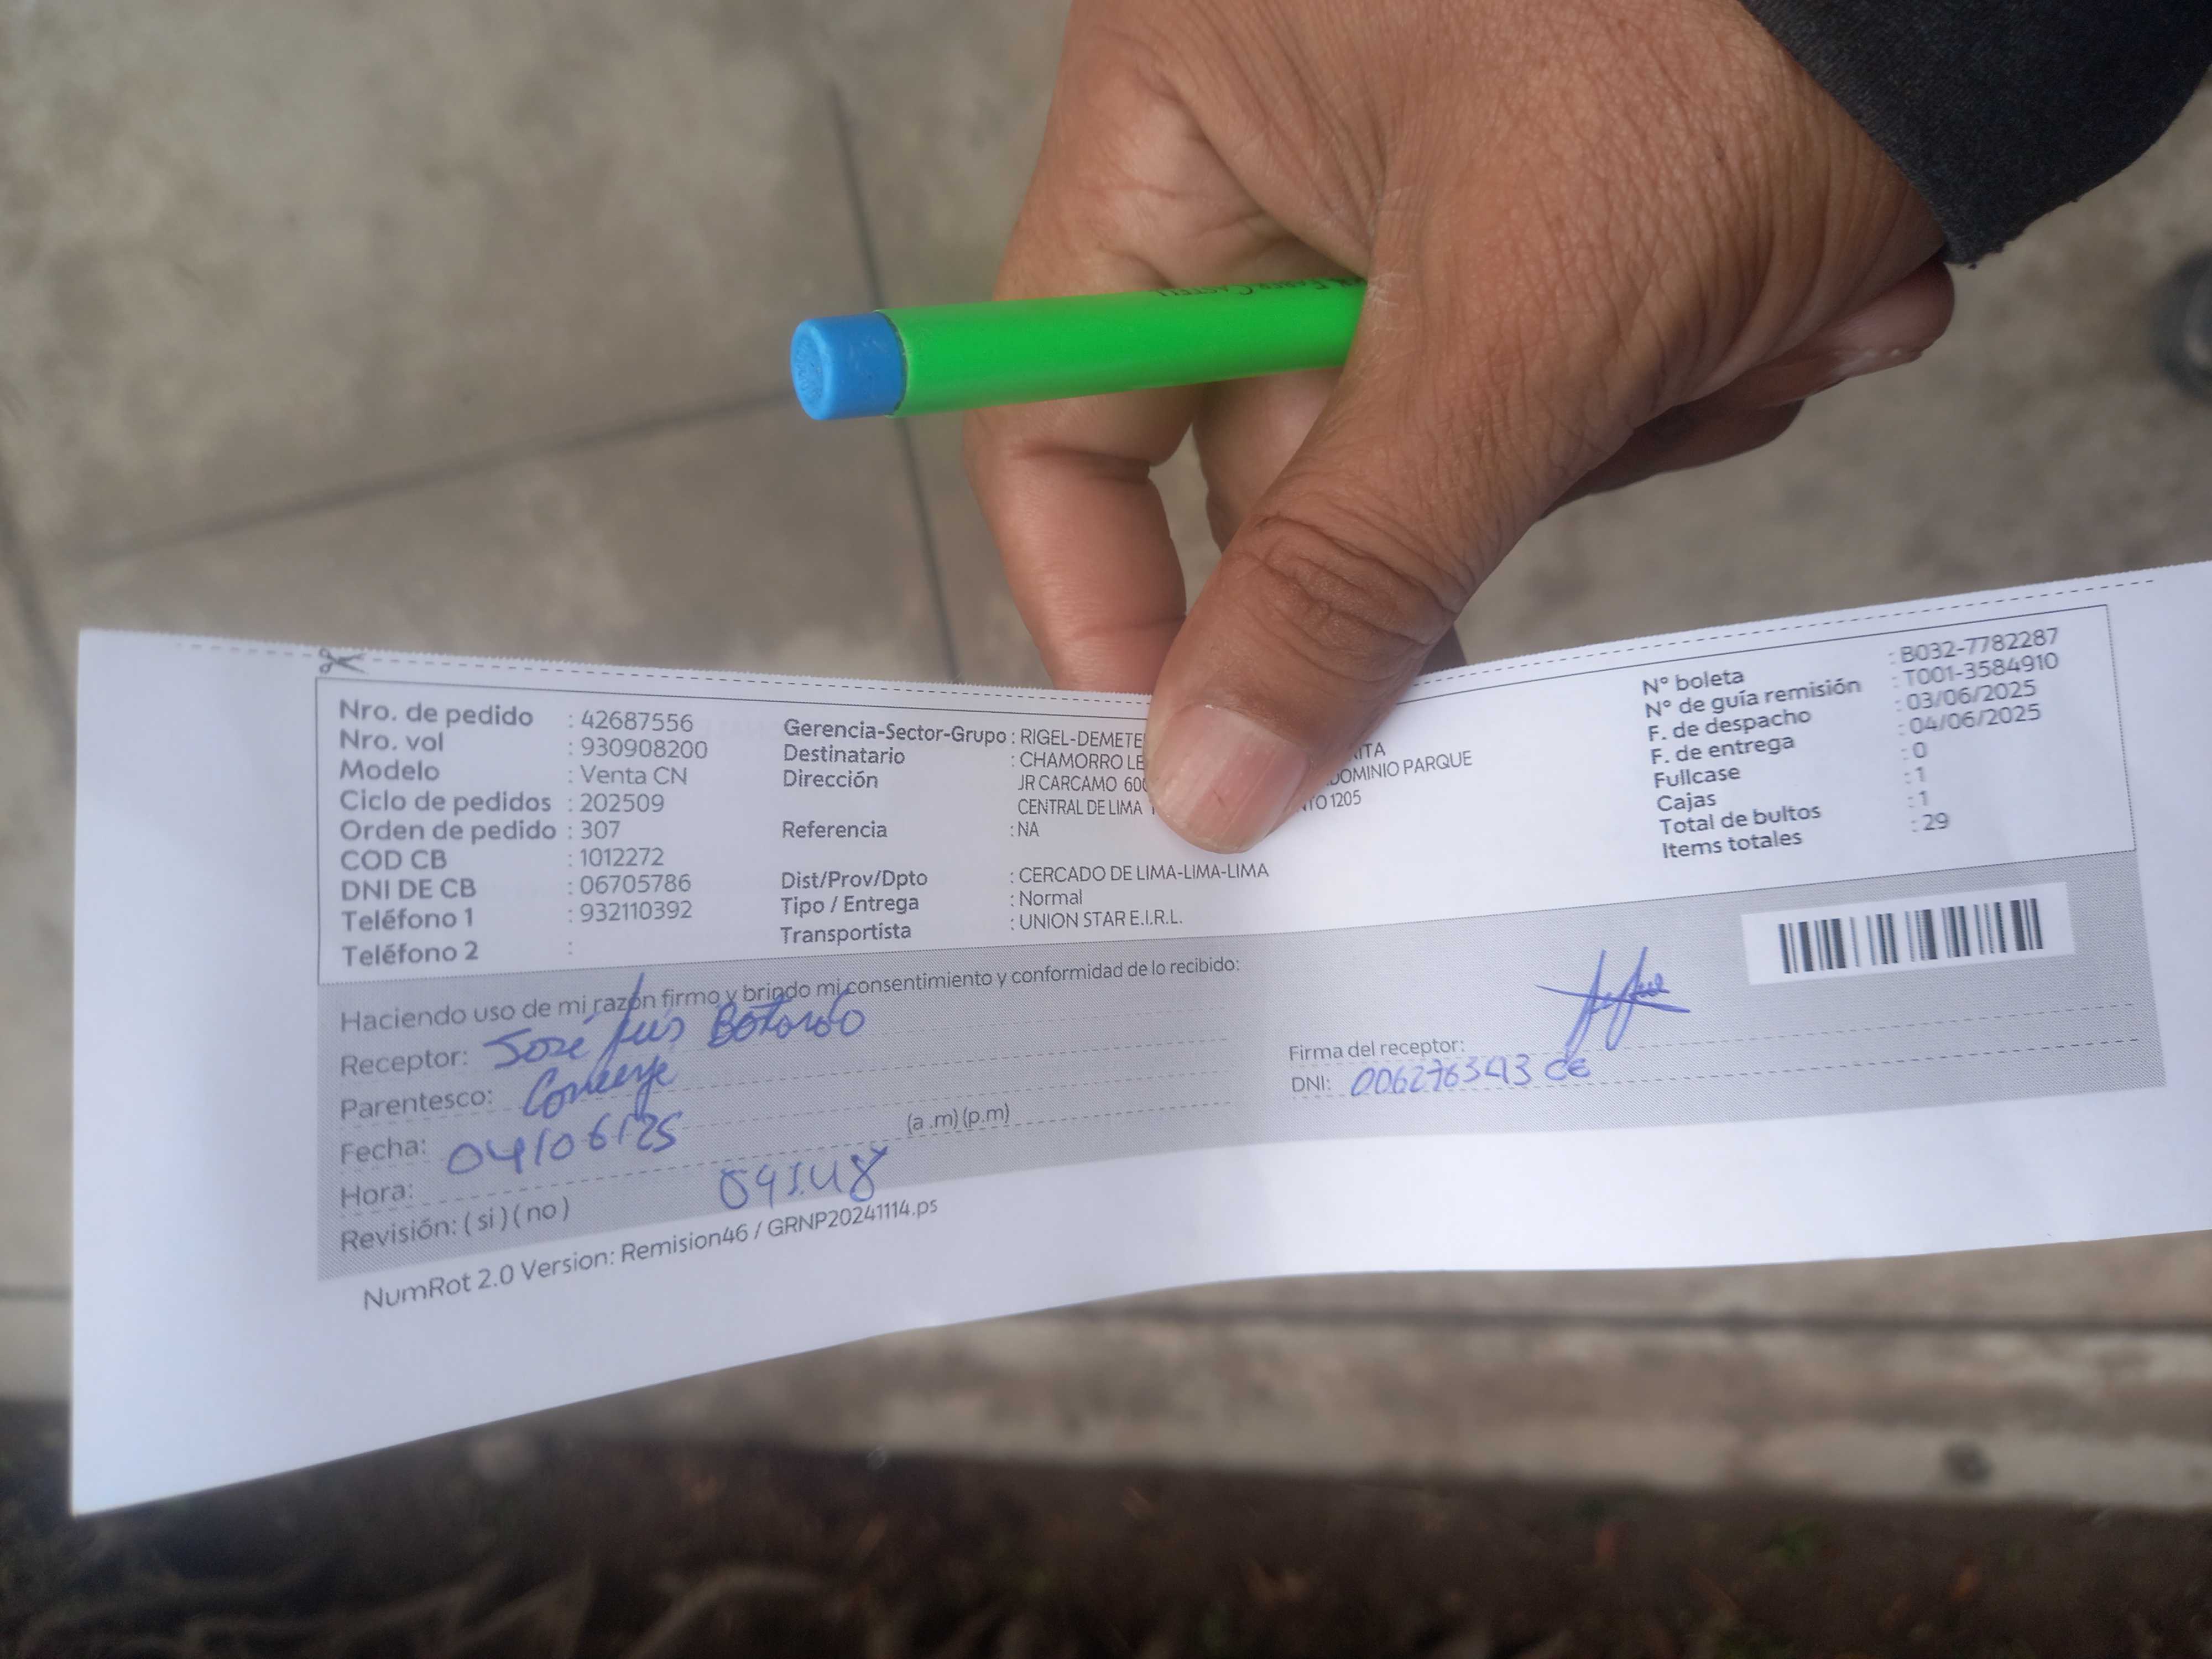 FABER-CASTELL
Nro. de pedido : 42687556
Nro. vol : 930908200
Modelo : Venta CN
Ciclo de pedidos : 202509
Orden de pedido : 307
COD CB : 1012272
DNI DE CB : 06705786
Teléfono 1 : 932110392
Teléfono 2 :
Gerencia-Sector-Grupo : RIGEL-DEMETE
Destinatario : CHAMORRO LE ITA
Dirección JR CARCAMO 60 DOMINIO PARQUE
CENTRAL DE LIMA TO 1205
Referencia : NA
Dist/Prov/Dpto : CERCADO DE LIMA-LIMA-LIMA
Tipo / Entrega : Normal
Transportista : UNION STAR E.I.R.L.
N° boleta : B032-7782287
N° de guía remisión : T001-3584910
F. de despacho : 03/06/2025
F. de entrega : 04/06/2025
Fullcase : 0
Cajas : 1
Total de bultos : 1
Items totales : 29
Haciendo uso de mi razón firmo y brindo mi consentimiento y conformidad de lo recibido:
Receptor: José Luis
Parentesco: Conserje
Fecha: 04/06/25
Hora: (a .m) (p.m)
Revisión: ( si ) ( no )
Firma del receptor:
DNI: CE
NumRot 2.0 Version: Remision46 / GRNP20241114.ps